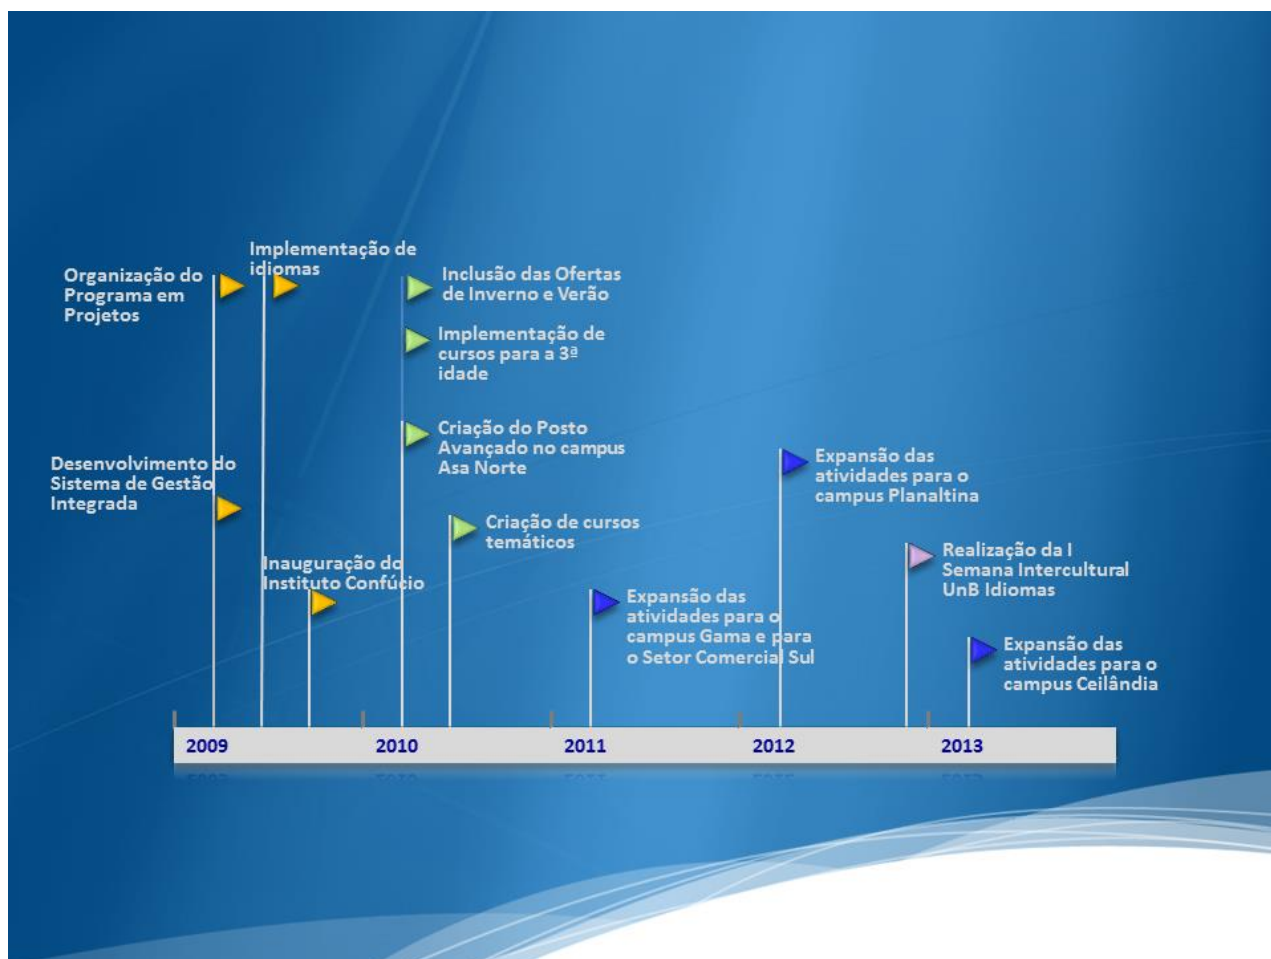 Organização do
Programa em
Projetos
Implementação de
idiomas
Desenvolvimento do
Sistema de Gestão
Integrada
Inauguração do
Instituto Confúcio
Inclusão das Ofertas
de Inverno e Verão
Implementação de
cursos para a 3ª
idade
Criação do Posto
Avançado no campus
Asa Norte
Criação de cursos
temáticos
Expansão das
atividades para o
campus Gama e para
o Setor Comercial Sul
Expansão das
atividades para o
campus Planaltina
Realização da I
Semana Intercultural
UnB Idiomas
Expansão das
atividades para o
campus Ceilândia
2009
2010
2011
2012
2013